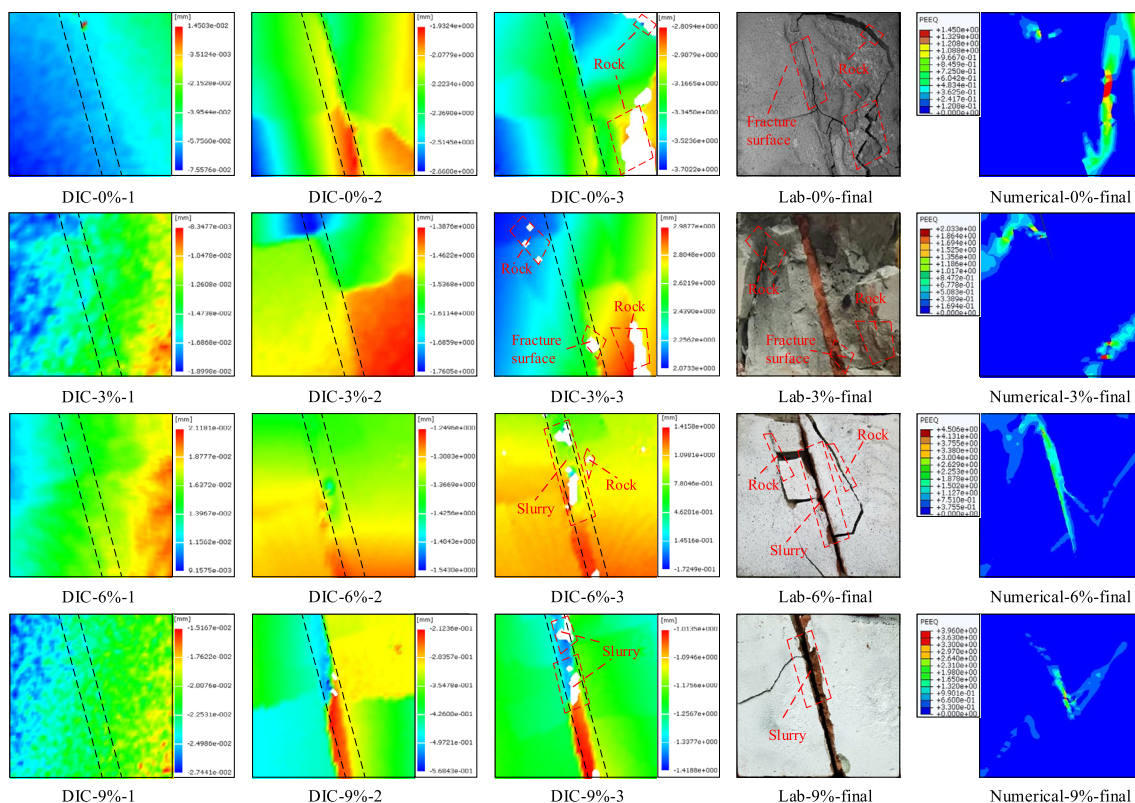 [mm]
1.4503e-002
-3.5124e-003
-2.1528e-002
-3.9544e-002
-5.7560e-002
-7.5576e-002
DIC-0%-1
[mm]
-1.9324e+000
-2.0779e+000
-2.2234e+000
-2.3690e+000
-2.5145e+000
-2.6600e+000
DIC-0%-2
Rock
[mm]
-2.8094e+000
-2.9879e+000
-3.1665e+000
-3.3451e+000
-3.5236e+000
-3.7022e+000
DIC-0%-3
Rock
Fracture
surface
Lab-0%-final
PEEQ
+1.450e+00
+1.329e+00
+1.208e+00
+1.088e+00
+9.667e-01
+8.459e-01
+7.250e-01
+6.042e-01
+4.834e-01
+3.625e-01
+2.417e-01
+1.208e-01
+0.000e+00
Numerical-0%-final
[mm]
-8.3477e-003
-1.0470e-002
-1.2608e-002
-1.4738e-002
-1.6868e-002
-1.8998e-002
DIC-3%-1
[mm]
-1.3876e+000
-1.4622e+000
-1.5368e+000
-1.6114e+000
-1.6859e+000
-1.7605e+000
DIC-3%-2
Rock
Rock
Fracture
surface
[mm]
2.9877e+000
2.8048e+000
2.6219e+000
2.4390e+000
2.2562e+000
2.0733e+000
DIC-3%-3
Rock
Rock
Fracture
surface
Lab-3%-final
PEEQ
+2.033e+00
+1.864e+00
+1.694e+00
+1.525e+00
+1.356e+00
+1.186e+00
+1.017e+00
+8.472e-01
+6.778e-01
+5.083e-01
+3.389e-01
+1.694e-01
+0.000e+00
Numerical-3%-final
[mm]
2.1181e-002
1.8777e-002
1.6372e-002
1.3967e-002
1.1562e-002
9.1575e-003
DIC-6%-1
[mm]
-1.2496e+000
-1.3083e+000
-1.4256e+000
-1.4843e+000
-1.5430e+000
DIC-6%-2
Slurry
Rock
[mm]
1.4158e+000
1.0981e+000
7.8046e-001
4.6201e-001
1.4516e-001
-1.7249e-001
DIC-6%-3
Rock
Rock
Slurry
Lab-6%-final
PEEQ
+4.506e+00
+4.131e+00
+3.755e+00
+3.380e+00
+3.004e+00
+2.629e+00
+2.253e+00
+1.878e+00
+1.502e+00
+1.127e+00
+7.510e-01
+3.755e-01
+0.000e+00
Numerical-6%-final
[mm]
-1.5167e-002
-1.7622e-002
-2.0076e-002
-2.2531e-002
-2.4986e-002
-2.7441e-002
DIC-9%-1
[mm]
-2.1236e-001
-2.8357e-001
-3.5478e-001
-4.2600e-001
-4.9721e-001
-5.6843e-001
DIC-9%-2
Slurry
[mm]
-1.0135e+000
-1.0946e+000
-1.1756e+000
-1.2567e+000
-1.3377e+000
-1.4188e+000
DIC-9%-3
Slurry
Lab-9%-final
PEEQ
+3.960e+00
+3.630e+00
+3.300e+00
+2.970e+00
+2.640e+00
+2.310e+00
+1.980e+00
+1.650e+00
+1.320e+00
+9.901e-01
+6.600e-01
+3.300e-01
+0.000e+00
Numerical-9%-final